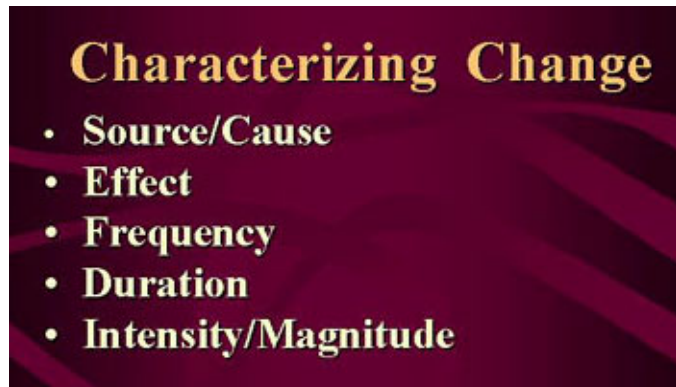 Characterizing Change
• Source/Cause
• Effect
• Frequency
• Duration
• Intensity/Magnitude